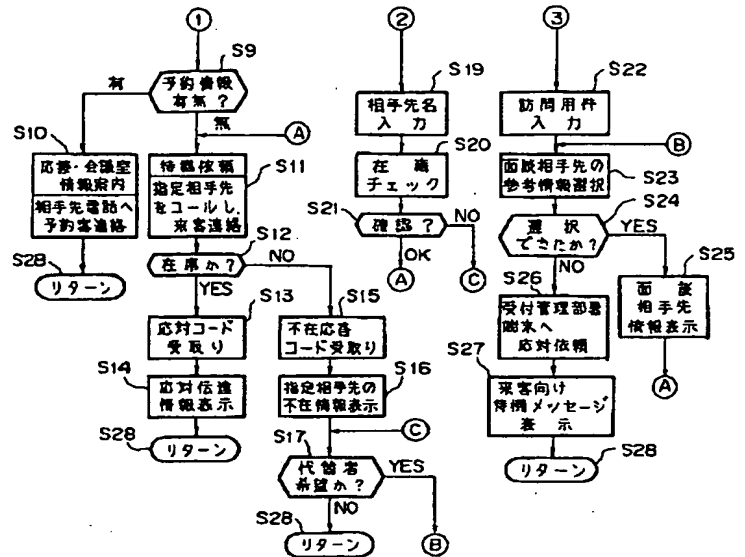 ①
S9
予約情報
有無?
有
無
Ⓐ
S10
応接・会議室
情報案内
相手先電話へ
予約客連絡
S28
リターン
待機依頼
指定相手先
をコールし,
来客連絡
S11
S12
在席か?
NO
YES
S13
応対コード
受取り
S14
応対伝達
情報表示
S28
リターン
S15
不在応答
コード受取り
S16
指定相手先の
不在情報表示
Ⓒ
S17
代替者
希望か?
YES
NO
S28
リターン
Ⓑ
②
S19
相手先名
入力
S20
在籍
チェック
S21
確認?
NO
OK
Ⓐ
Ⓒ
③
S22
訪問用件
入力
Ⓑ
面談相手先の
参考情報選択
S23
S24
選択
できたか?
YES
NO
S25
面談
相手先
情報表示
Ⓐ
S26
受付管理部署
端末へ
応対依頼
S27
来客向け
待機メッセージ
表示
S28
リターン